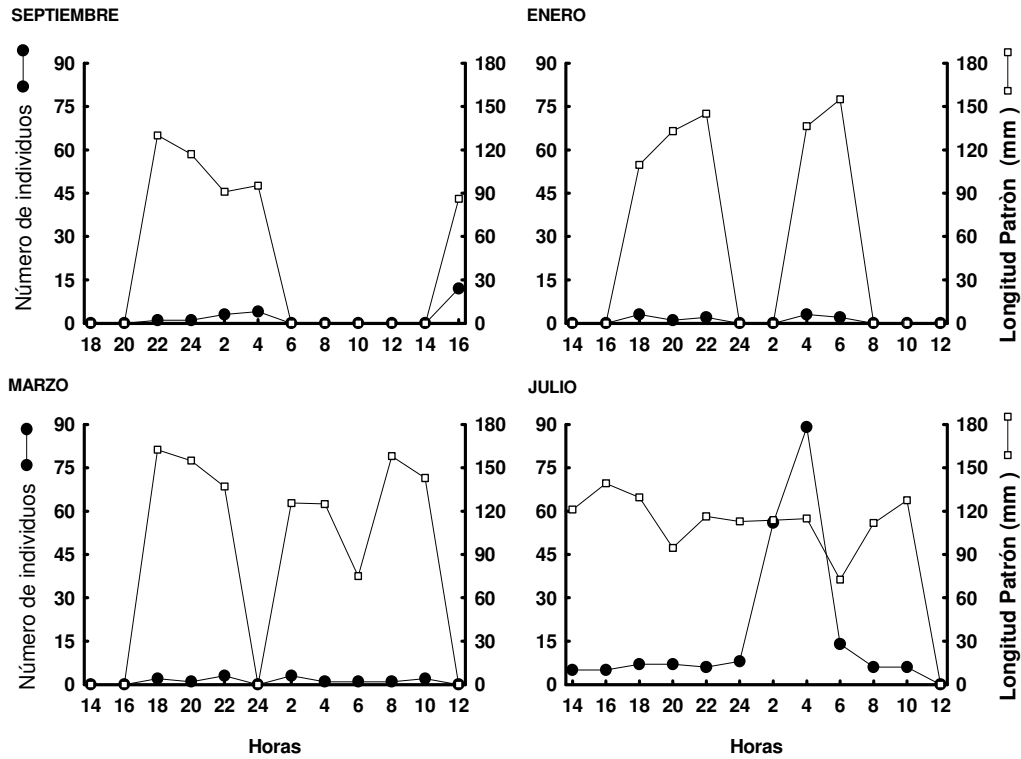 SEPTIEMBRE
ENERO
Número de individuos
90 75 60 45 30 15 0
180 150 120 90 60 30 0
18 20 22 24 2 4 6 8 10 12 14 16
90 75 60 45 30 15 0
180 150 120 90 60 30 0
14 16 18 20 22 24 2 4 6 8 10 12
Longitud Patròn (mm )
MARZO
JULIO
Número de individuos
90 75 60 45 30 15 0
180 150 120 90 60 30 0
14 16 18 20 22 24 2 4 6 8 10 12
Horas
90 75 60 45 30 15 0
180 150 120 90 60 30 0
14 16 18 20 22 24 2 4 6 8 10 12
Horas
Longitud Patrón (mm )